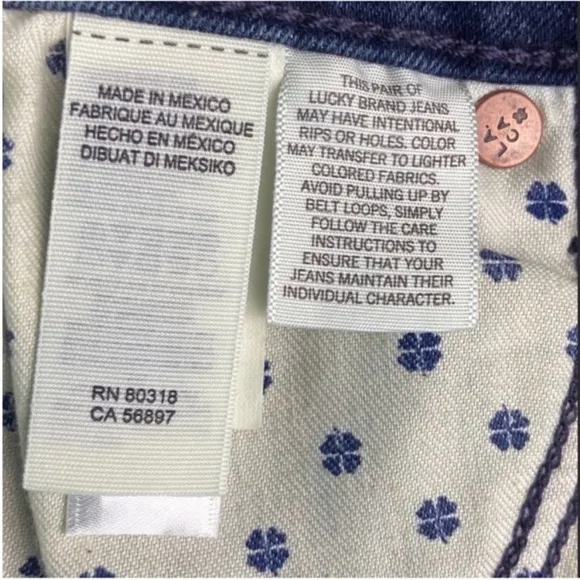 MADE IN MEXICO
FABRIQUE AU MEXIQUE
HECHO EN MÉXICO
DIBUAT DI MEKSIKO
RN 80318
CA 56897
THIS PAIR OF
LUCKY BRAND JEANS
MAY HAVE INTENTIONAL
RIPS OR HOLES. COLOR
MAY TRANSFER TO LIGHTER
COLORED FABRICS.
AVOID PULLING UP BY
BELT LOOPS, SIMPLY
FOLLOW THE CARE
INSTRUCTIONS TO
ENSURE THAT YOUR
JEANS MAINTAIN THEIR
INDIVIDUAL CHARACTER.
LA
CA